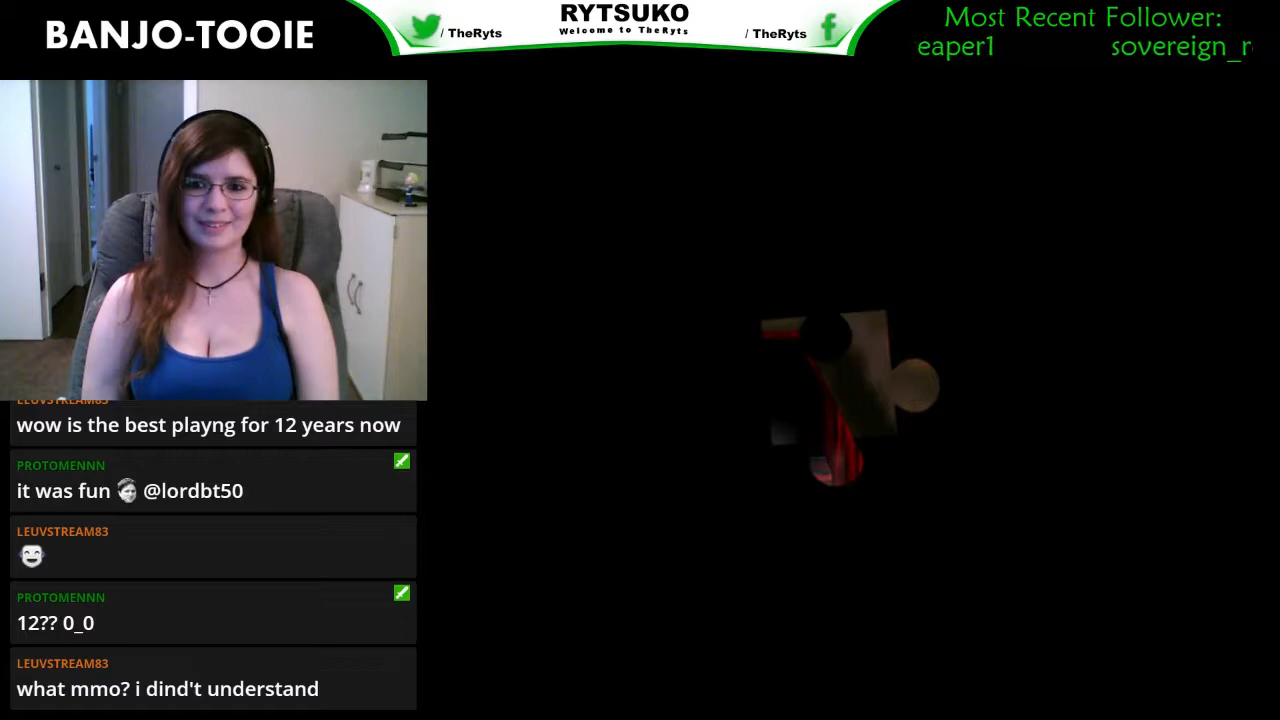 BANJO-TOOIE
/ TheRyts
RYTSUKO
Welcome to TheRyts
/ TheRyts
Most Recent Follower:
eaper1 sovereign_r
LEUVSTREAM83
wow is the best playng for 12 years now
PROTOMENNN
it was fun @lordbt50
LEUVSTREAM83
PROTOMENNN
12?? 0_0
LEUVSTREAM83
what mmo? i dind't understand